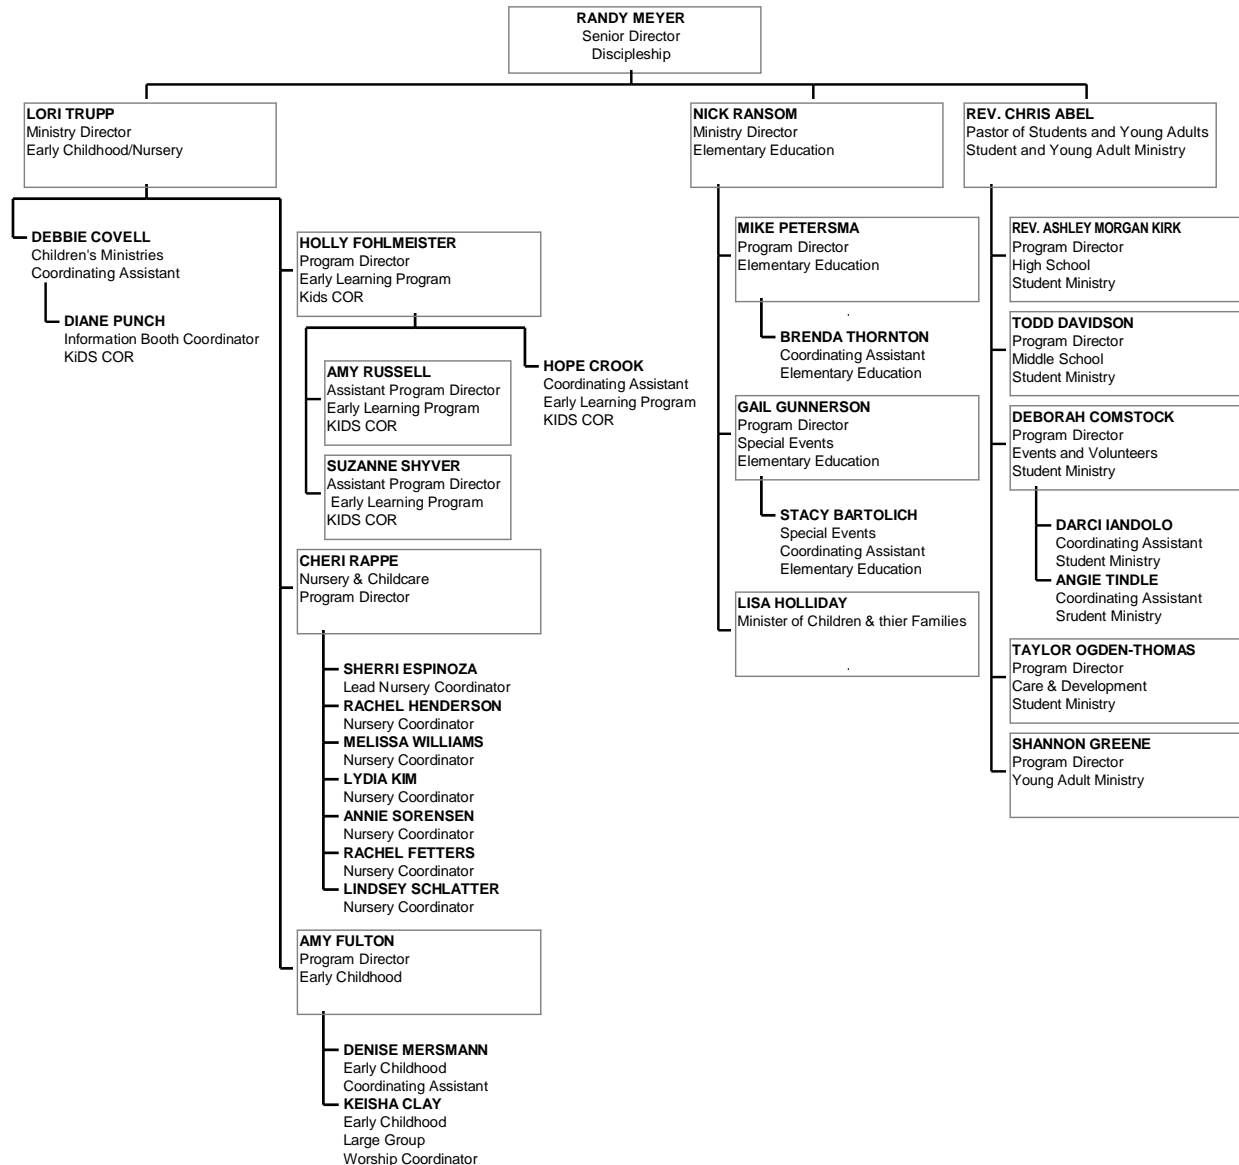 RANDY MEYER
Senior Director
Discipleship
LORI TRUPP
Ministry Director
Early Childhood/Nursery
DEBBIE COVELL
Children's Ministries
Coordinating Assistant
DIANE PUNCH
Information Booth Coordinator
KiDS COR
HOLLY FOHLMEISTER
Program Director
Early Learning Program
Kids COR
AMY RUSSELL
Assistant Program Director
Early Learning Program
KIDS COR
SUZANNE SHYVER
Assistant Program Director
Early Learning Program
KIDS COR
HOPE CROOK
Coordinating Assistant
Early Learning Program
KIDS COR
CHERI RAPPE
Nursery & Childcare
Program Director
SHERRI ESPINOZA
Lead Nursery Coordinator
RACHEL HENDERSON
Nursery Coordinator
MELISSA WILLIAMS
Nursery Coordinator
LYDIA KIM
Nursery Coordinator
ANNIE SORENSEN
Nursery Coordinator
RACHEL FETTERS
Nursery Coordinator
LINDSEY SCHLATTER
Nursery Coordinator
AMY FULTON
Program Director
Early Childhood
DENISE MERSMANN
Early Childhood
Coordinating Assistant
KEISHA CLAY
Early Childhood
Large Group
Worship Coordinator
NICK RANSOM
Ministry Director
Elementary Education
MIKE PETERSMA
Program Director
Elementary Education
.
BRENDA THORNTON
Coordinating Assistant
Elementary Education
GAIL GUNNERSON
Program Director
Special Events
Elementary Education
STACY BARTOLICH
Special Events
Coordinating Assistant
Elementary Education
LISA HOLLIDAY
Minister of Children & thier Families
.
REV. CHRIS ABEL
Pastor of Students and Young Adults
Student and Young Adult Ministry
REV. ASHLEY MORGAN KIRK
Program Director
High School
Student Ministry
TODD DAVIDSON
Program Director
Middle School
Student Ministry
DEBORAH COMSTOCK
Program Director
Events and Volunteers
Student Ministry
DARCI IANDOLO
Coordinating Assistant
Student Ministry
ANGIE TINDLE
Coordinating Assistant
Srudent Ministry
TAYLOR OGDEN-THOMAS
Program Director
Care & Development
Student Ministry
SHANNON GREENE
Program Director
Young Adult Ministry